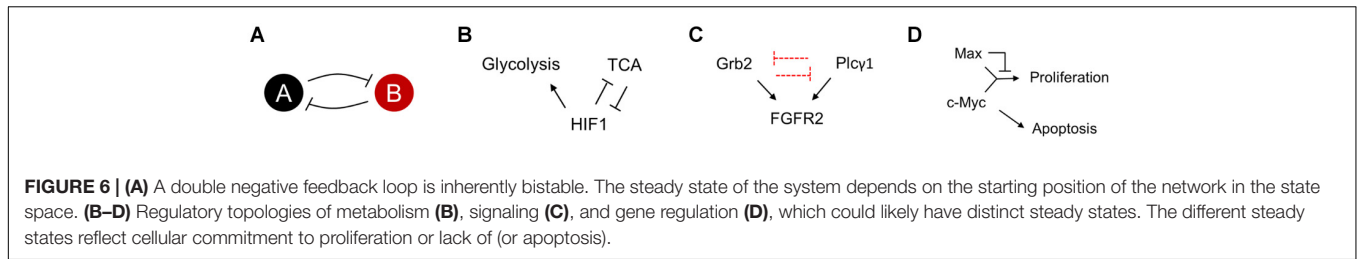 A
B
C
D
A
B
Glycolysis
TCA
HIF1
Grb2
Plcγ1
FGFR2
Max
Proliferation
c-Myc
Apoptosis
FIGURE 6 | (A) A double negative feedback loop is inherently bistable. The steady state of the system depends on the starting position of the network in the state
space. (B–D) Regulatory topologies of metabolism (B), signaling (C), and gene regulation (D), which could likely have distinct steady states. The different steady
states reflect cellular commitment to proliferation or lack of (or apoptosis).